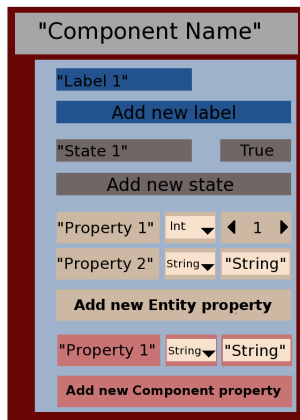 "Component Name"
"Label 1"
Add new label
"State 1" True
Add new state
"Property 1" Int 1
"Property 2" String "String"
Add new Entity property
"Property 1" String "String"
Add new Component property